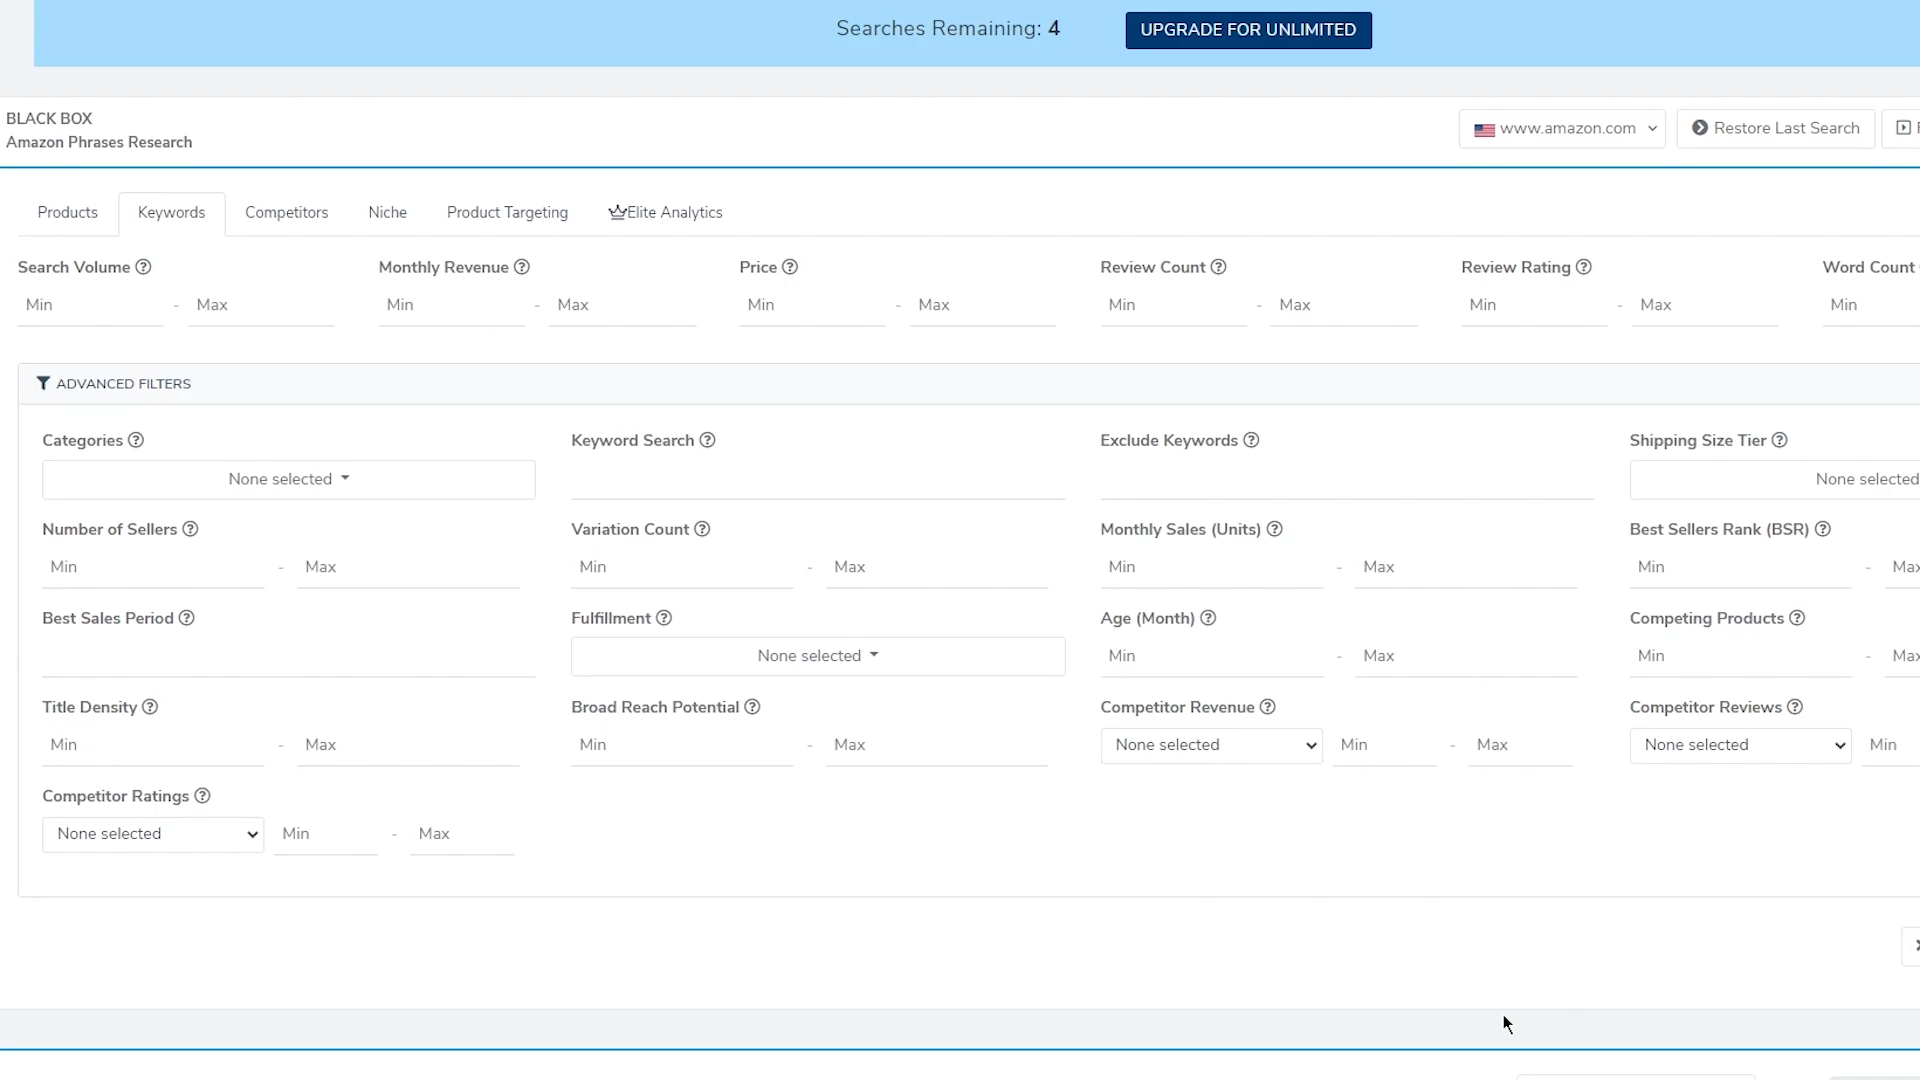 Searches Remaining: 4
UPGRADE FOR UNLIMITED
BLACK BOX
Amazon Phrases Research
www.amazon.com
Restore Last Search
Products
Keywords
Competitors
Niche
Product Targeting
Elite Analytics
Search Volume
Monthly Revenue
Price
Review Count
Review Rating
Word Count
Min - Max
Min - Max
Min - Max
Min - Max
Min - Max
Min
ADVANCED FILTERS
Categories
Keyword Search
Exclude Keywords
Shipping Size Tier
None selected
None selected
Number of Sellers
Variation Count
Monthly Sales (Units)
Best Sellers Rank (BSR)
Min - Max
Min - Max
Min - Max
Min - Max
Best Sales Period
Fulfillment
Age (Month)
Competing Products
None selected
Min - Max
Min - Max
Title Density
Broad Reach Potential
Competitor Revenue
Competitor Reviews
Min - Max
Min - Max
None selected
Min - Max
None selected
Min
Competitor Ratings
None selected
Min - Max